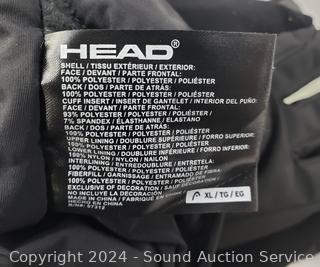 HEAD®
SHELL / TISSU EXTÉRIEUR / EXTERIOR:
FACE / DEVANT / PARTE FRONTAL:
100% POLYESTER / POLYESTER / POLIÉSTER
BACK / DOS / PARTE DE ATRÁS:
100% POLYESTER / POLYESTER / POLIÉSTER
CUFF INSERT / INSERT DE GANTELET / INTERIOR DEL PUÑO:
FACE / DEVANT / PARTE FRONTAL:
93% POLYESTER / POLYESTER / POLIÉSTER
7% SPANDEX / ÉLASTHANNE / ELASTANO
BACK / DOS / PARTE DE ATRÁS:
100% POLYESTER / POLYESTER / POLIÉSTER
UPPER LINING / DOUBLURE SUPÉRIEURE / FORRO SUPERIOR:
100% POLYESTER / POLYESTER / POLIÉSTER
LOWER LINING / DOUBLURE INFÉRIEURE / FORRO INFERIOR:
100% NYLON / NYLON / NAILON
INTERLINING / ENTREDOUBLURE / ENTRETELA:
100% POLYESTER / POLYESTER / POLIÉSTER
FIBERFILL / GARNISSAGE / ENTRETELA DE FIBRA:
100% POLYESTER / POLYESTER / POLIÉSTER
EXCLUSIVE OF DECORATION / SAUF DÉCORATION /
NO INCLUYE LA DECORACIÓN
MADE IN CHINA / FABRIQUÉ EN CHINE /
XL / TG / EG
Copyright 2024 - Sound Auction Service